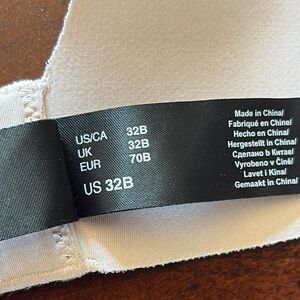 US/CA 32B
UK 32B
EUR 70B
US 32B
Made in China/
Fabriqué en Chine/
Hecho en China/
Hergestellt in China/
Сделано в Китае/
Vyrobeno v Číně/
Lavet i Kina/
Gemaakt in China/